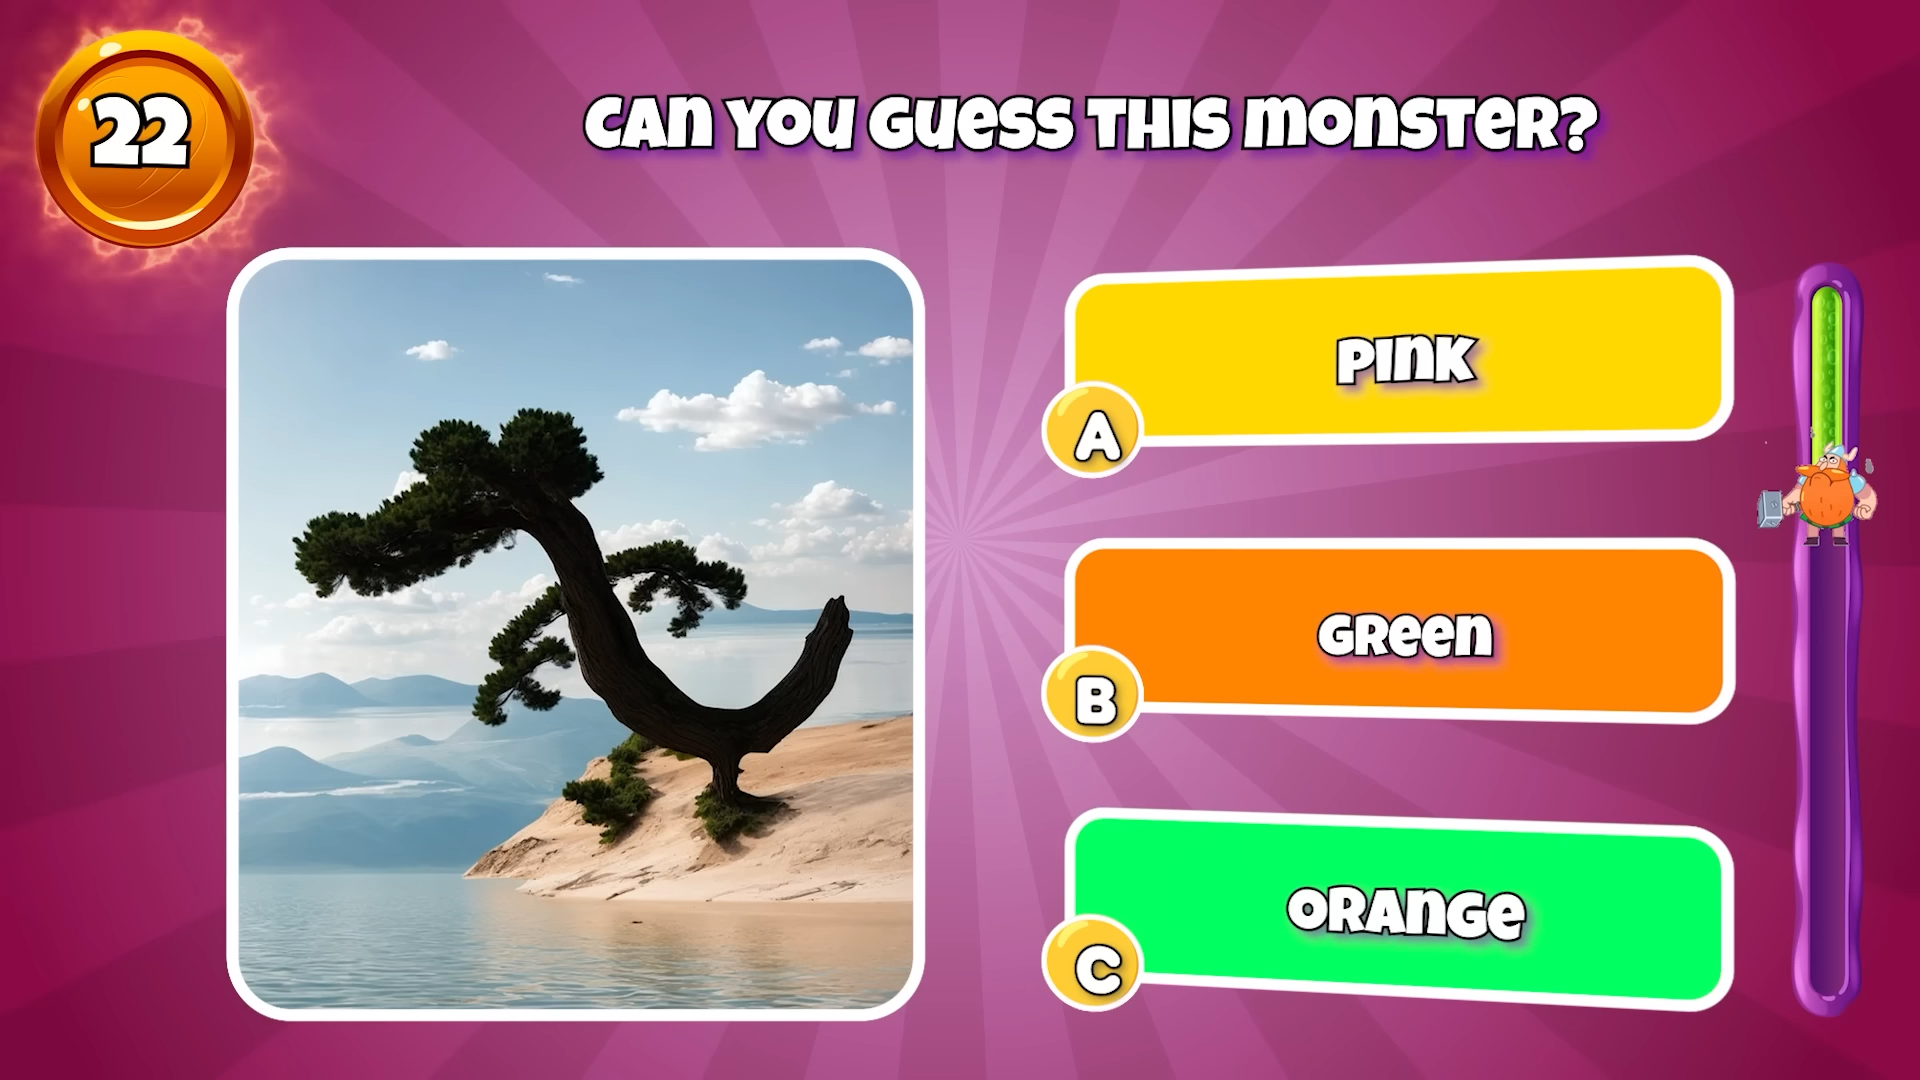 22
CAN YOU GUESS THIS MONSTER?
PINK
A
GREEN
B
ORANGE
C